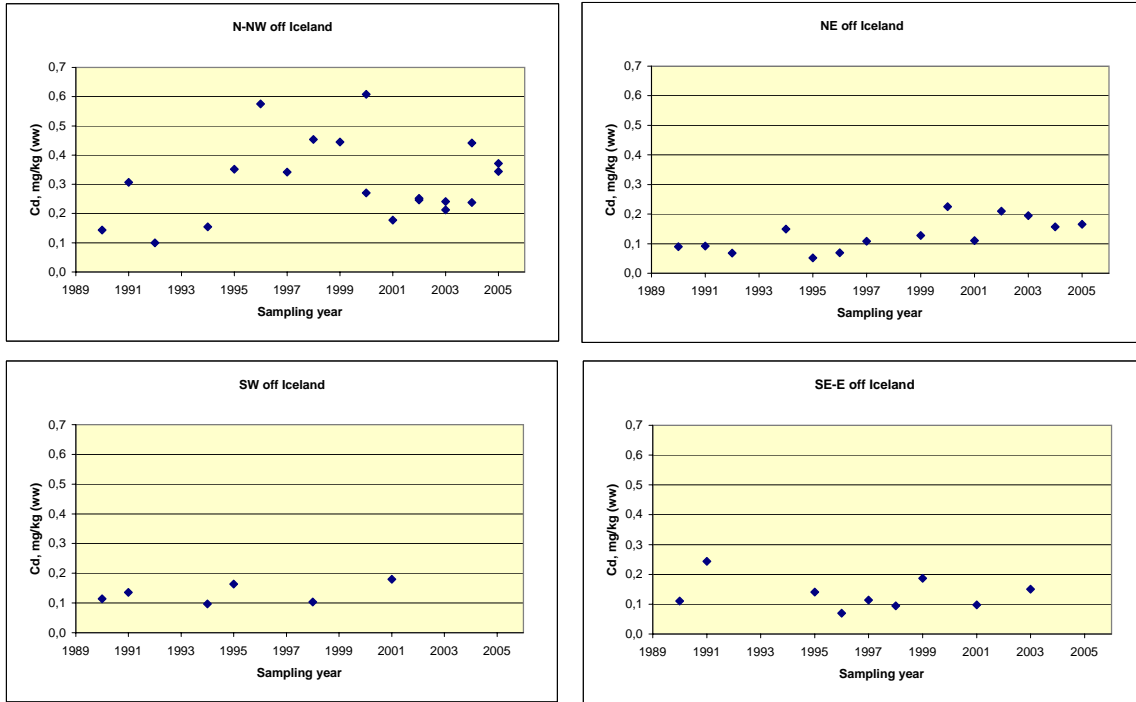 N-NW off Iceland
0,7
0,6
0,5
0,4
0,3
0,2
0,1
0,0
Cd, mg/kg (ww)
1989 1991 1993 1995 1997 1999 2001 2003 2005
Sampling year
NE off Iceland
0,7
0,6
0,5
0,4
0,3
0,2
0,1
0,0
Cd, mg/kg (ww)
1989 1991 1993 1995 1997 1999 2001 2003 2005
Sampling year
SW off Iceland
0,7
0,6
0,5
0,4
0,3
0,2
0,1
0,0
Cd, mg/kg (ww)
1989 1991 1993 1995 1997 1999 2001 2003 2005
Sampling year
SE-E off Iceland
0,7
0,6
0,5
0,4
0,3
0,2
0,1
0,0
Cd, mg/kg (ww)
1989 1991 1993 1995 1997 1999 2001 2003 2005
Sampling year